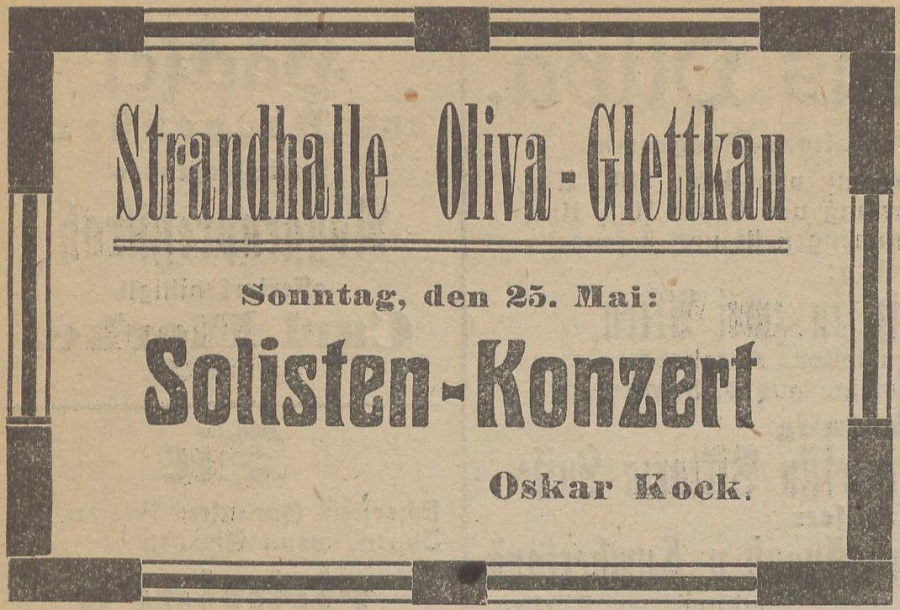 Strandhalle Oliva-Glettkau
Sonntag, den 25. Mai:
Solisten-Konzert
Oskar Kock.